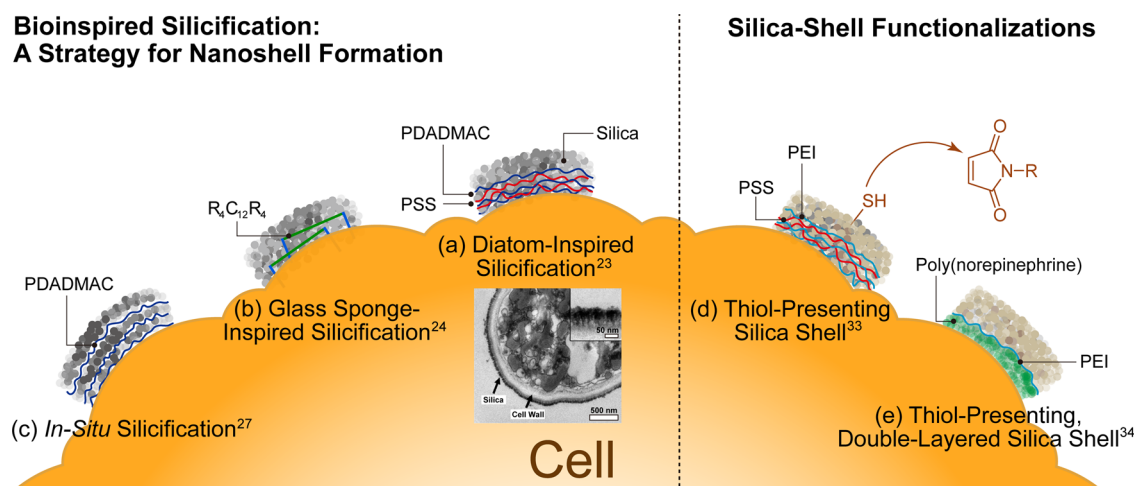 Bioinspired Silicification:
A Strategy for Nanoshell Formation
Silica-Shell Functionalizations
PDADMAC
Silica
PSS
R₄C₁₂R₄
PDADMAC
(a) Diatom-Inspired
Silicification²³
(b) Glass Sponge-
Inspired Silicification²⁴
(c) In-Situ Silicification²⁷
50 nm
Silica
Cell Wall
500 nm
Cell
PEI
PSS
SH
O
N–R
O
(d) Thiol-Presenting
Silica Shell³³
Poly(norepinephrine)
PEI
(e) Thiol-Presenting,
Double-Layered Silica Shell³⁴